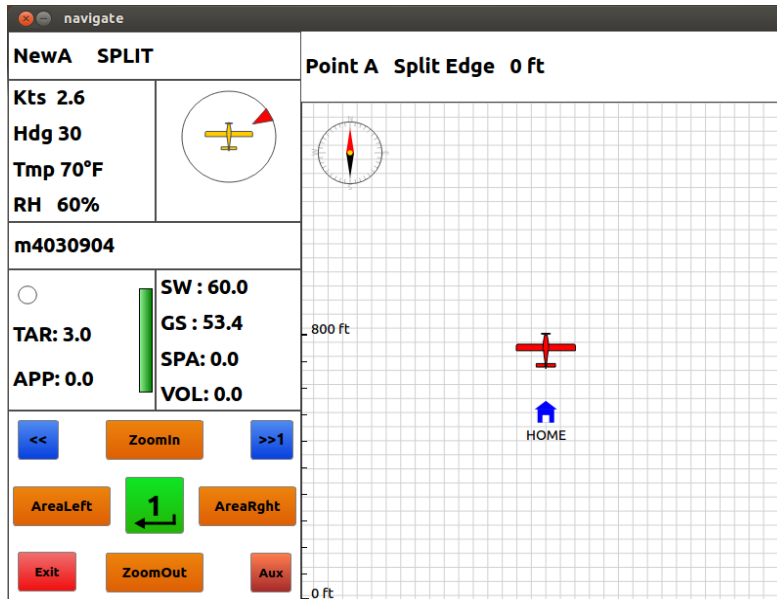 navigate
NewA SPLIT
Point A Split Edge 0 ft
Kts 2.6
Hdg 30
Tmp 70°F
RH 60%
m4030904
TAR: 3.0
APP: 0.0
SW : 60.0
GS : 53.4
SPA: 0.0
VOL: 0.0
<<
ZoomIn
>>1
AreaLeft
1
AreaRght
Exit
ZoomOut
Aux
800 ft
HOME
0 ft